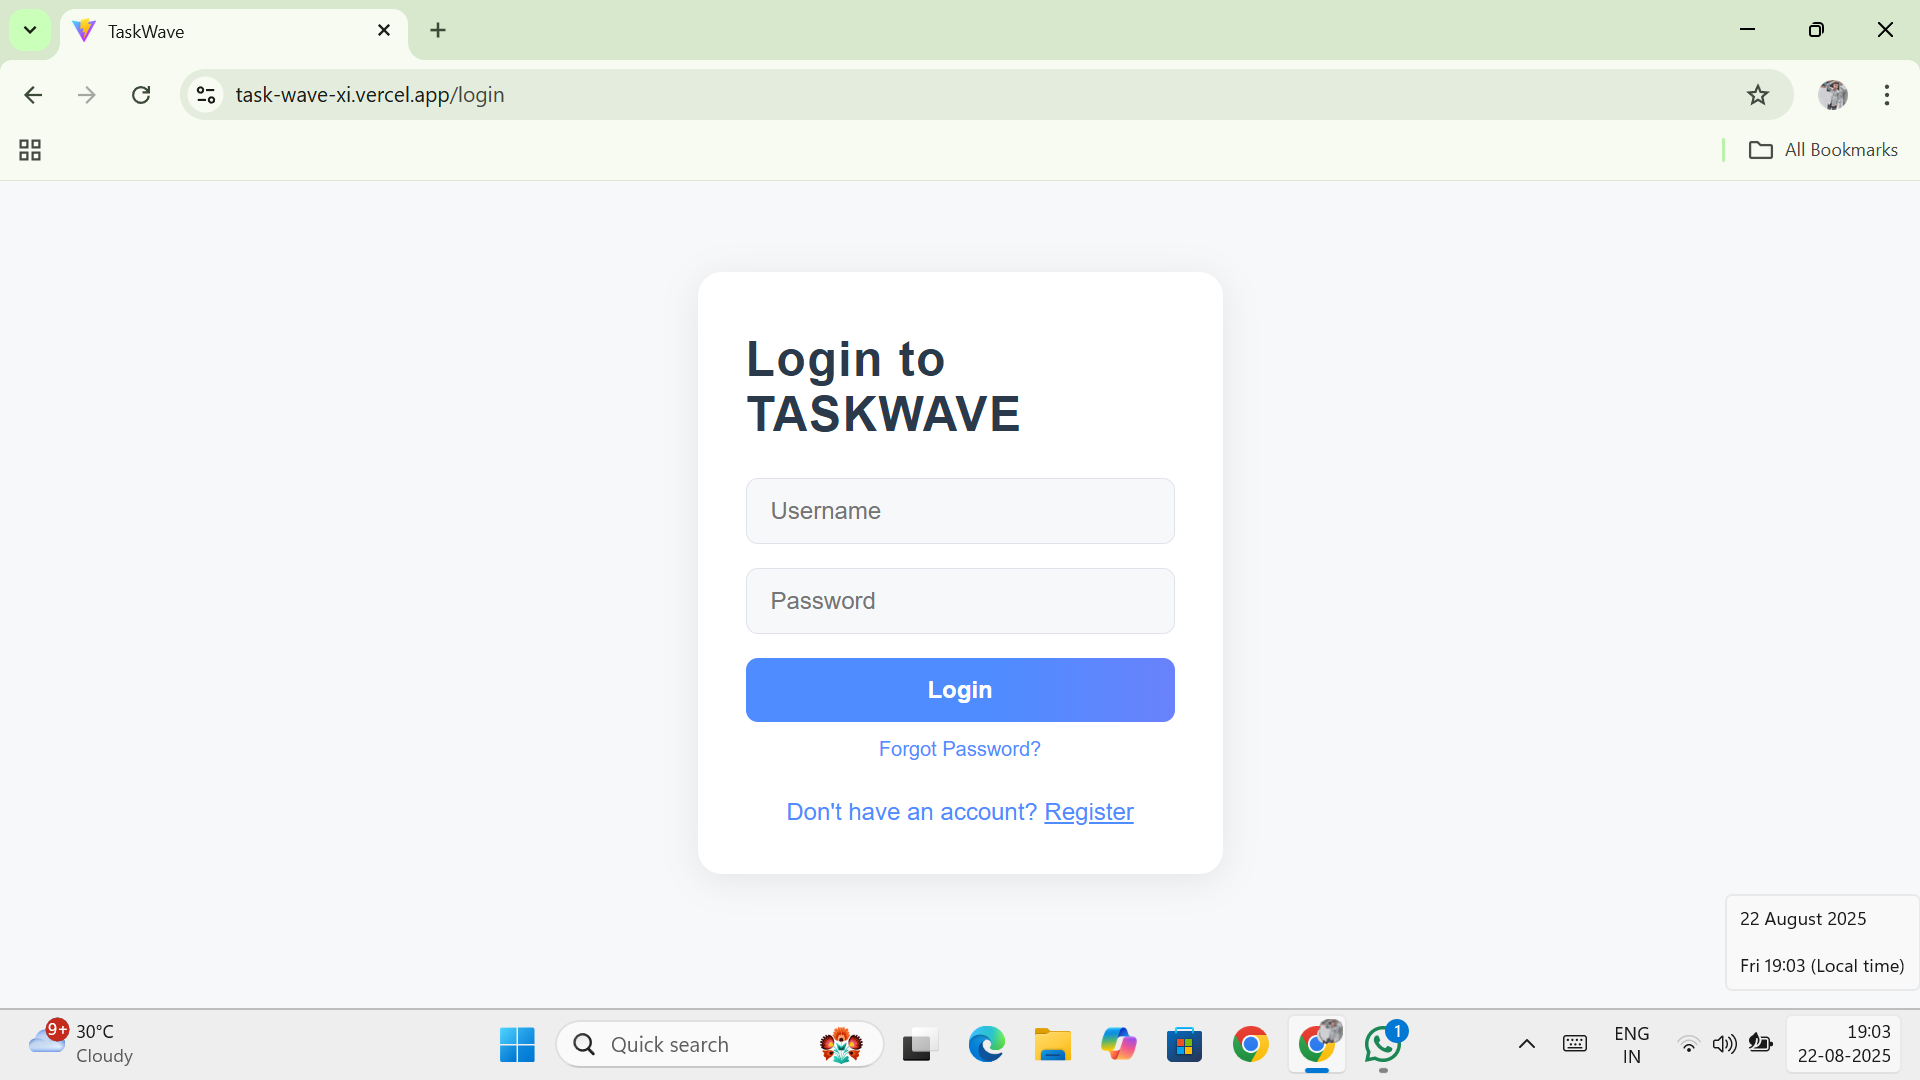 TaskWave
task-wave-xi.vercel.app/login
All Bookmarks
Login to
TASKWAVE
Username
Password
Login
Forgot Password?
Don't have an account? Register
22 August 2025
Fri 19:03 (Local time)
9+
30°C
Cloudy
Quick search
1
ENG
IN
19:03
22-08-2025